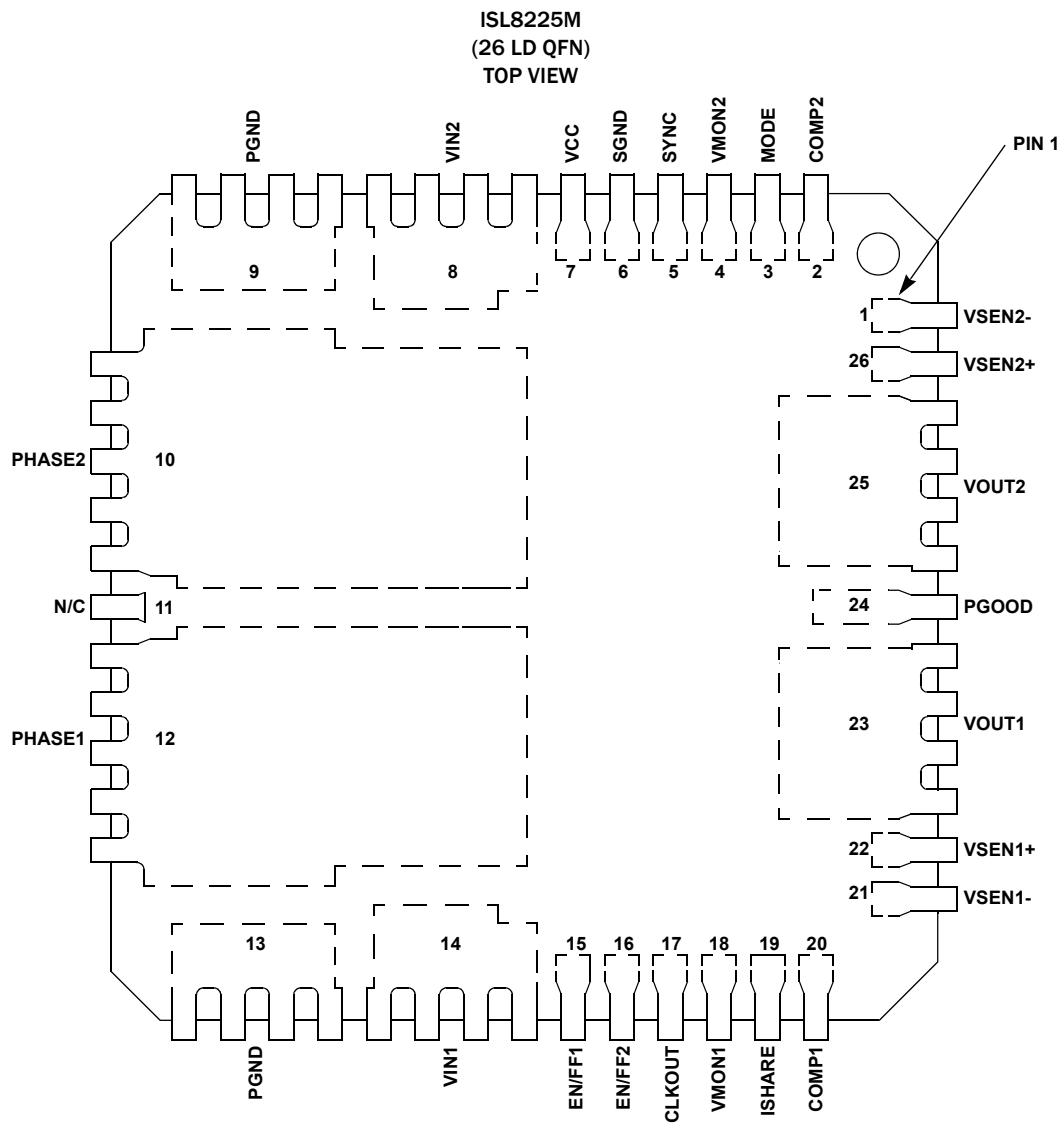 ISL8225M
(26 LD QFN)
TOP VIEW
PGND
VIN2
VCC
SGND
SYNC
VMON2
MODE
COMP2
PIN 1
9
8
7
6
5
4
3
2
1
VSEN2-
26
VSEN2+
PHASE2
10
25
VOUT2
N/C
11
24
PGOOD
PHASE1
12
23
VOUT1
22
VSEN1+
21
VSEN1-
13
14
15
16
17
18
19
20
PGND
VIN1
EN/FF1
EN/FF2
CLKOUT
VMON1
ISHARE
COMP1